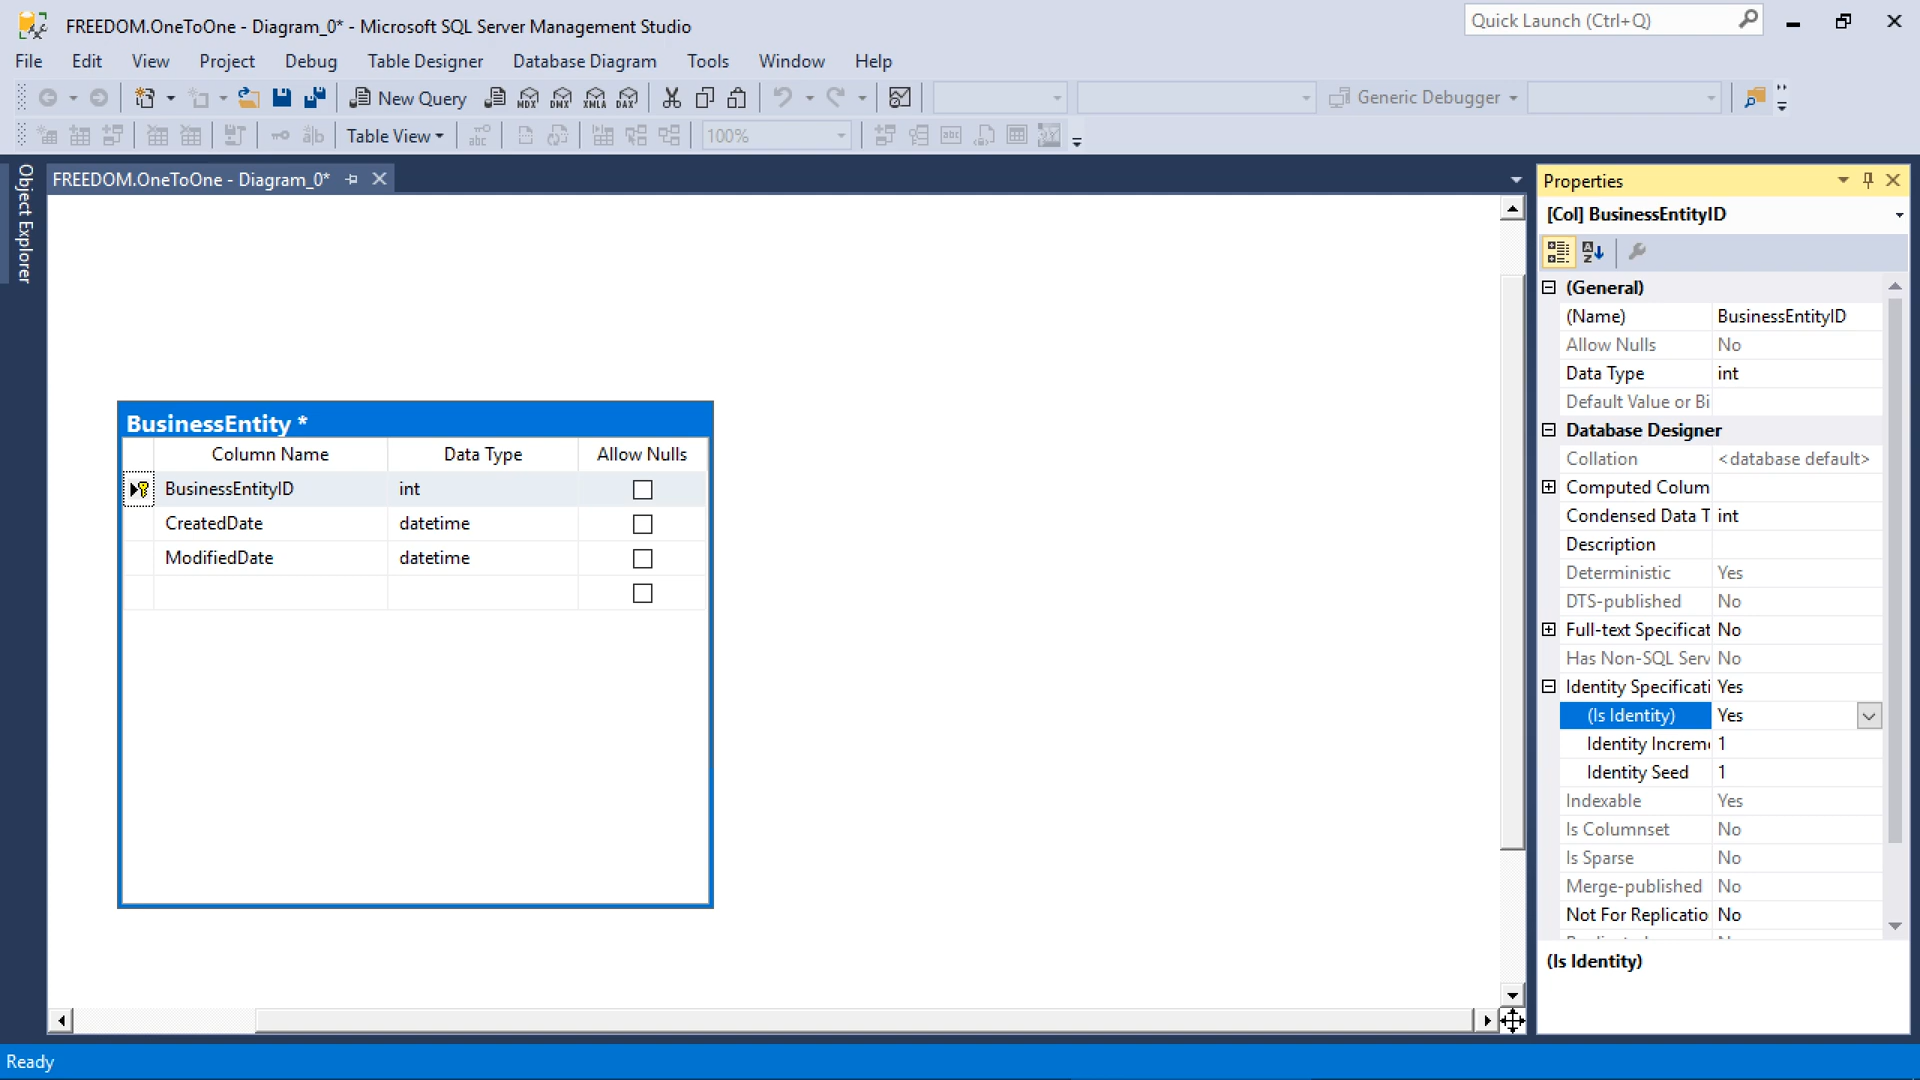 FREEDOM.OneToOne - Diagram_0* - Microsoft SQL Server Management Studio
Quick Launch (Ctrl+Q)
File Edit View Project Debug Table Designer Database Diagram Tools Window Help
New Query MDX DMX XMLA DAX Generic Debugger
Table View abc 100% abc
Object Explorer
FREEDOM.OneToOne - Diagram_0*
BusinessEntity *
Column Name Data Type Allow Nulls
BusinessEntityID int
CreatedDate datetime
ModifiedDate datetime
Properties
[Col] BusinessEntityID
(General)
(Name) BusinessEntityID
Allow Nulls No
Data Type int
Default Value or Bi
Database Designer
Collation <database default>
Computed Colum
Condensed Data T int
Description
Deterministic Yes
DTS-published No
Full-text Specificat No
Has Non-SQL Serv No
Identity Specificati Yes
(Is Identity) Yes
Identity Increm 1
Identity Seed 1
Indexable Yes
Is Columnset No
Is Sparse No
Merge-published No
Not For Replicatio No
(Is Identity)
Ready